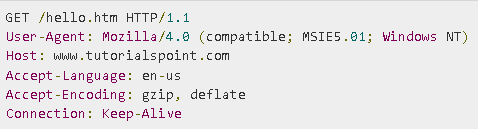 GET /hello.htm HTTP/1.1
User-Agent: Mozilla/4.0 (compatible; MSIE5.01; Windows NT)
Host: www.tutorialspoint.com
Accept-Language: en-us
Accept-Encoding: gzip, deflate
Connection: Keep-Alive